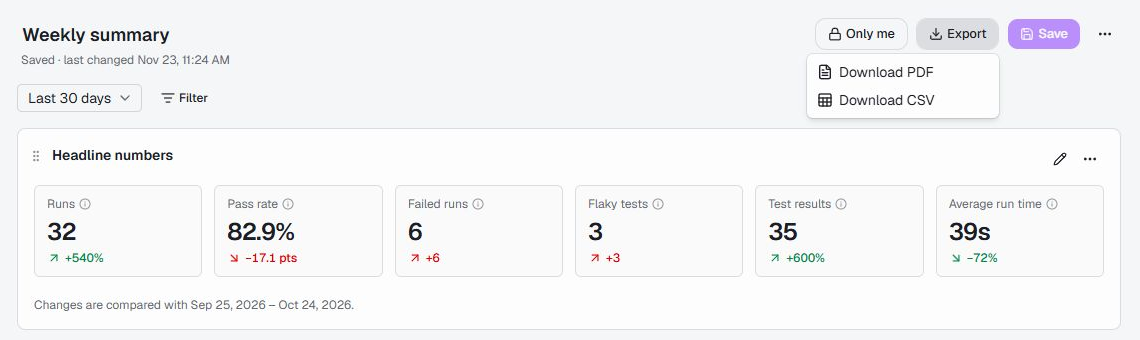 Weekly summary
Only me
Export
Save
Saved · last changed Nov 23, 11:24 AM
Download PDF
Download CSV
Last 30 days
Filter
Headline numbers
Runs
32
+540%
Pass rate
82.9%
−17.1 pts
Failed runs
6
+6
Flaky tests
3
+3
Test results
35
+600%
Average run time
39s
−72%
Changes are compared with Sep 25, 2026 – Oct 24, 2026.